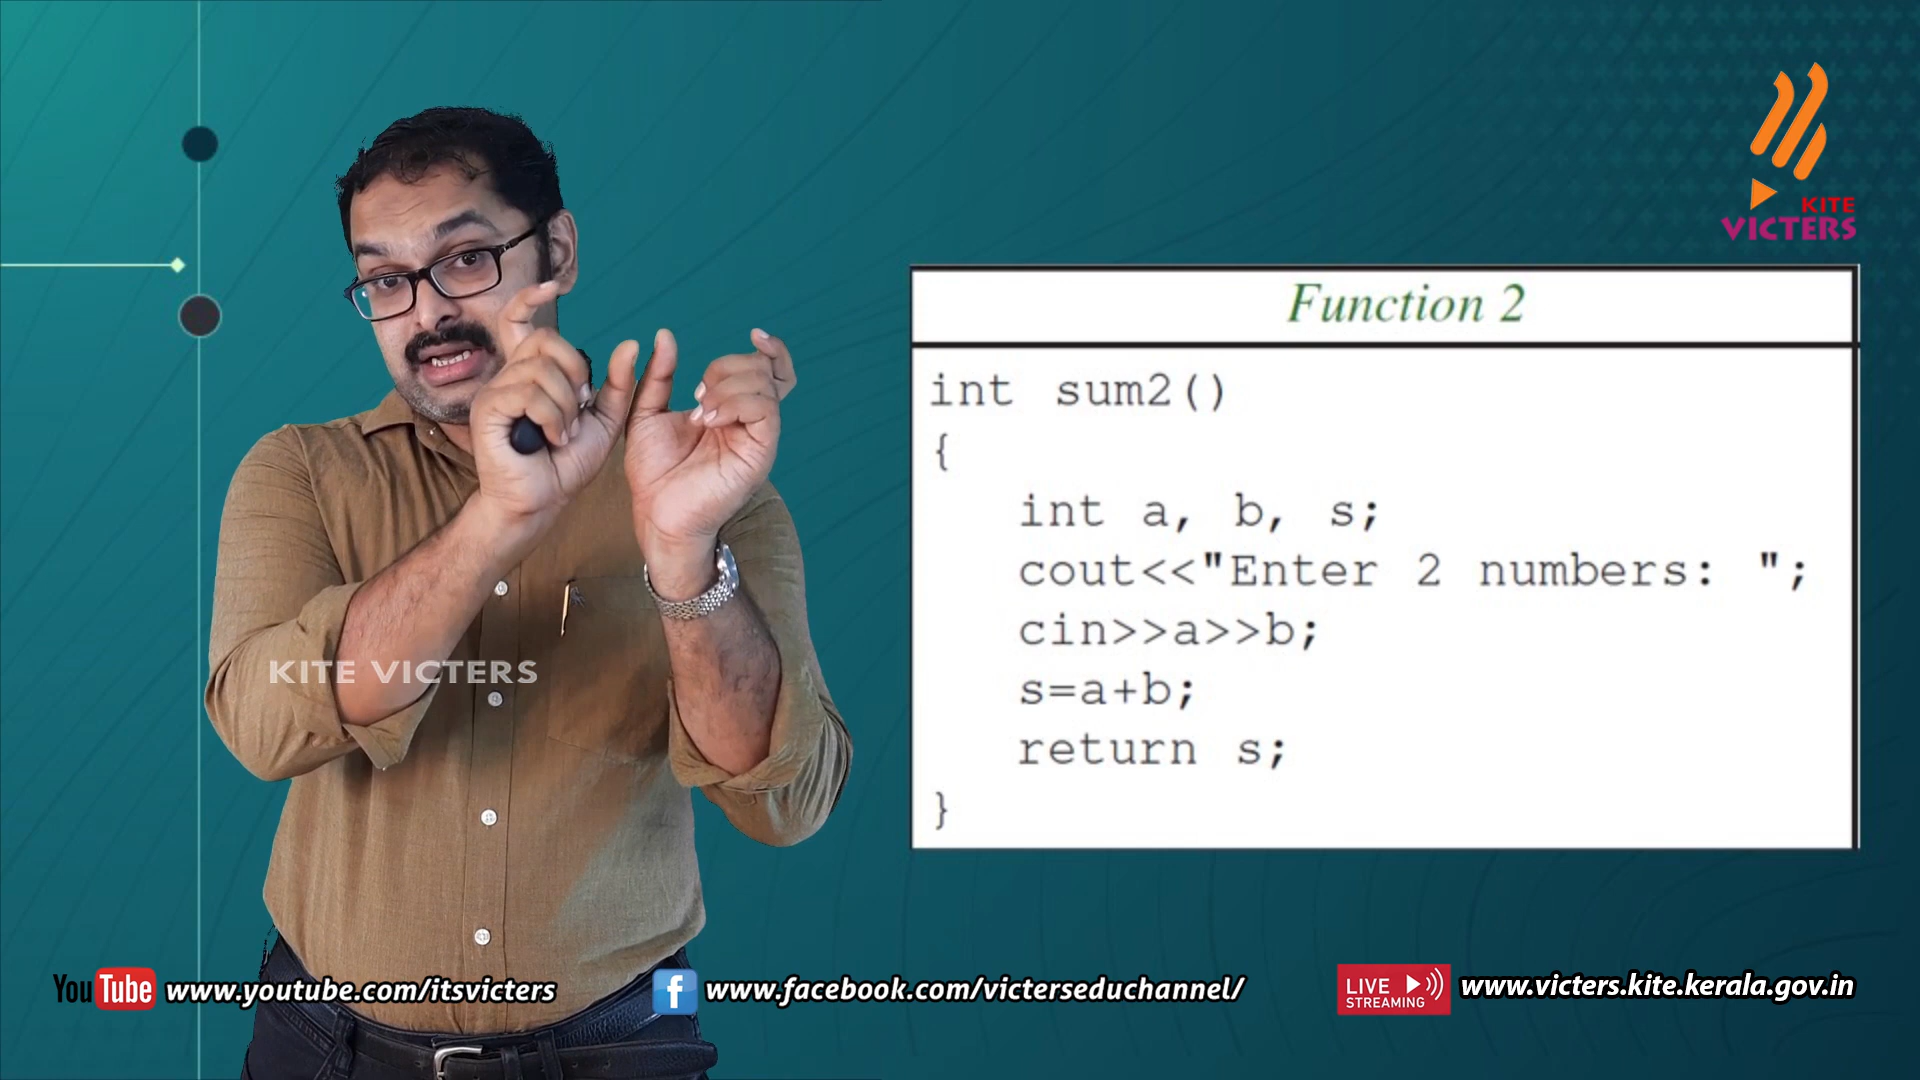 KITE
VICTERS
Function 2
int sum2()
{
int a, b, s;
cout<<"Enter 2 numbers: ";
cin>>a>>b;
s=a+b;
return s;
}
KITE VICTERS
YouTube www.youtube.com/itsvicters
f www.facebook.com/victerseduchannel/
LIVE STREAMING www.victers.kite.kerala.gov.in